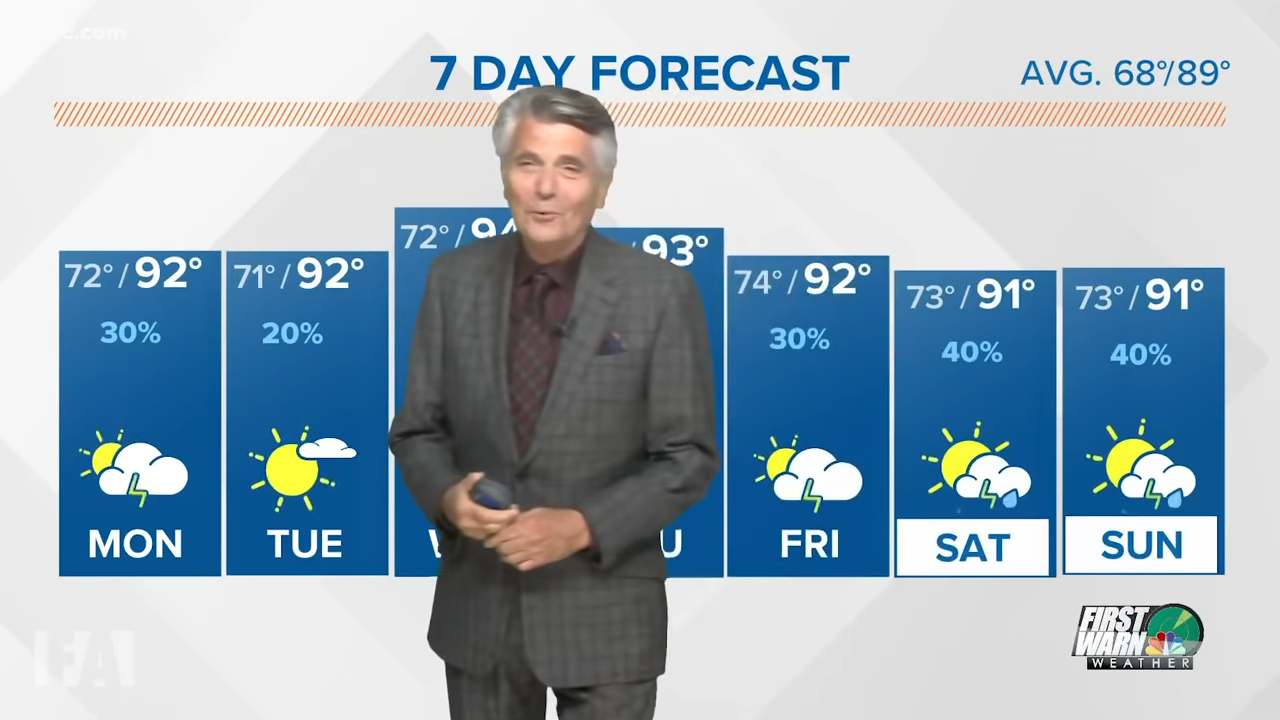 7 DAY FORECAST
AVG. 68°/89°
72° / 92°
30%
MON
71° / 92°
20%
TUE
72° /
/ 93°
74° / 92°
30%
FRI
73° / 91°
40%
SAT
73° / 91°
40%
SUN
FIRST
WARN
WEATHER